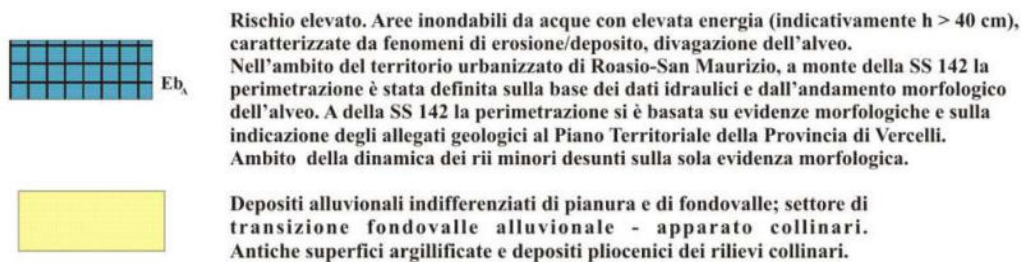 Rischio elevato. Aree inondabili da acque con elevata energia (indicativamente h > 40 cm),
caratterizzate da fenomeni di erosione/deposito, divagazione dell'alveo.
Eb A
Nell'ambito del territorio urbanizzato di Roasio-San Maurizio, a monte della SS 142 la
perimetrazione è stata definita sulla base dei dati idraulici e dall'andamento morfologico
dell'alveo. A della SS 142 la perimetrazione si è basata su evidenze morfologiche e sulla
indicazione degli allegati geologici al Piano Territoriale della Provincia di Vercelli.
Ambito della dinamica dei rii minori desunti sulla sola evidenza morfologica.
Depositi alluvionali indifferenziati di pianura e di fondovalle; settore di
transizione fondovalle alluvionale - apparato collinari.
Antiche superfici argillificate e depositi pliocenici dei rilievi collinari.